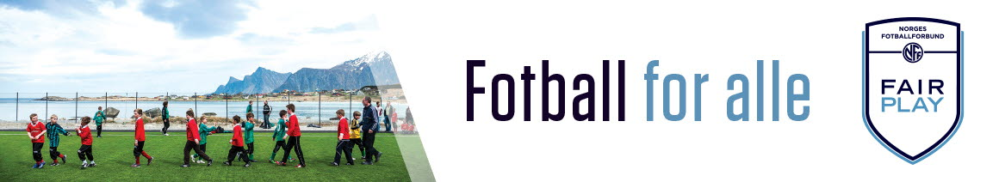 Fotball for alle
NORGES
FOTBALLFORBUND
NFF
FAIR
PLAY